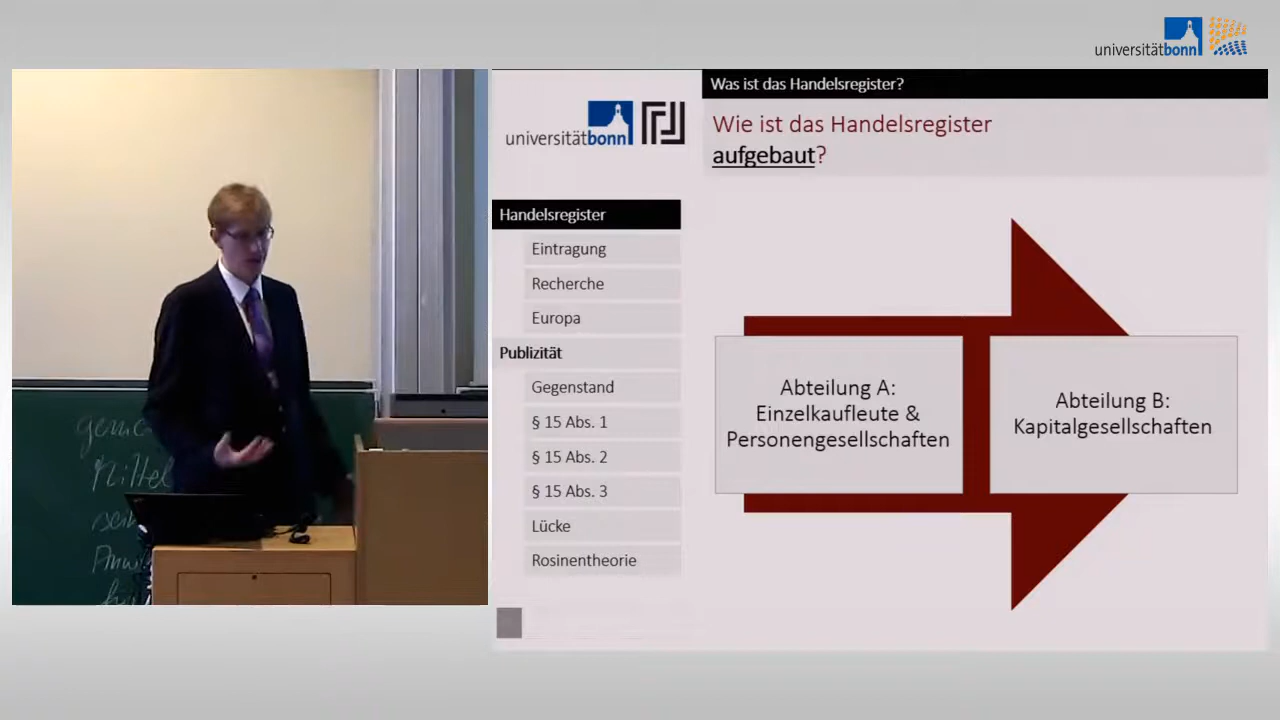 universitätbonn
Was ist das Handelsregister?
universitätbonn
Wie ist das Handelsregister
aufgebaut?
Handelsregister
Eintragung
Recherche
Europa
Publizität
Gegenstand
§ 15 Abs. 1
§ 15 Abs. 2
§ 15 Abs. 3
Lücke
Rosinentheorie
Abteilung A:
Einzelkaufleute &
Personengesellschaften
Abteilung B:
Kapitalgesellschaften